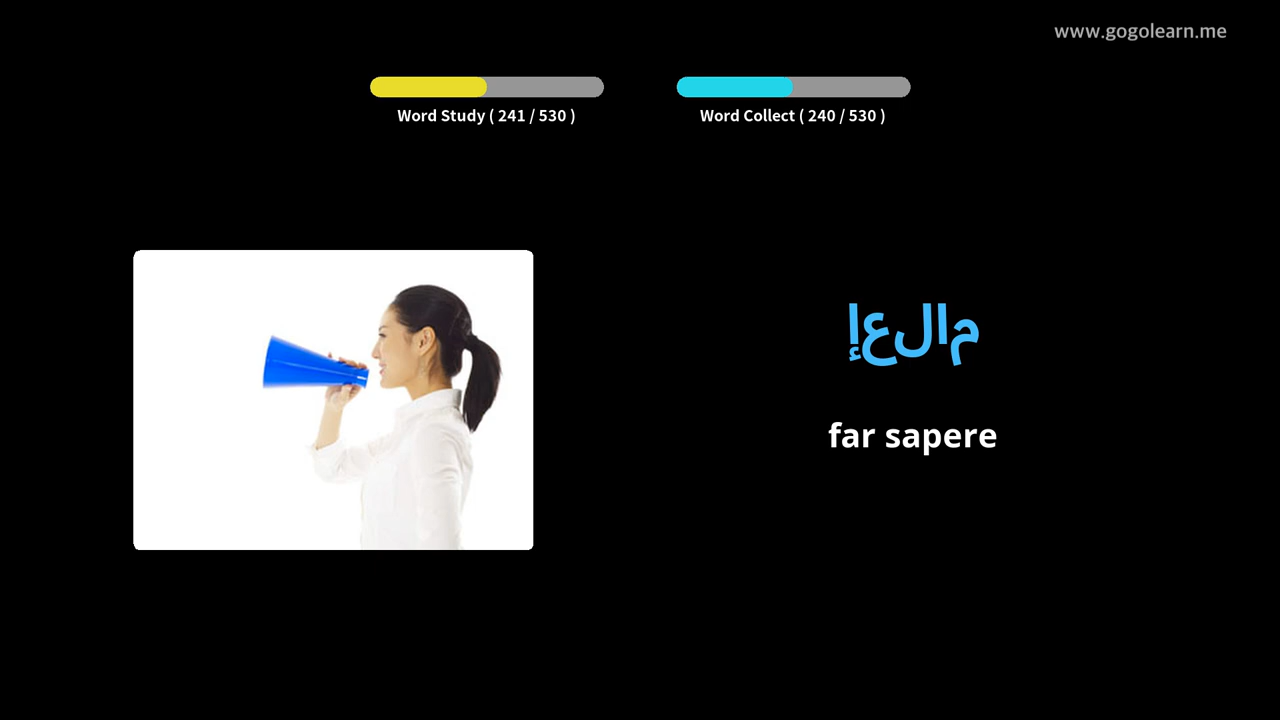 www.gogolearn.me
Word Study ( 241 / 530 )
Word Collect ( 240 / 530 )
إعلام
far sapere